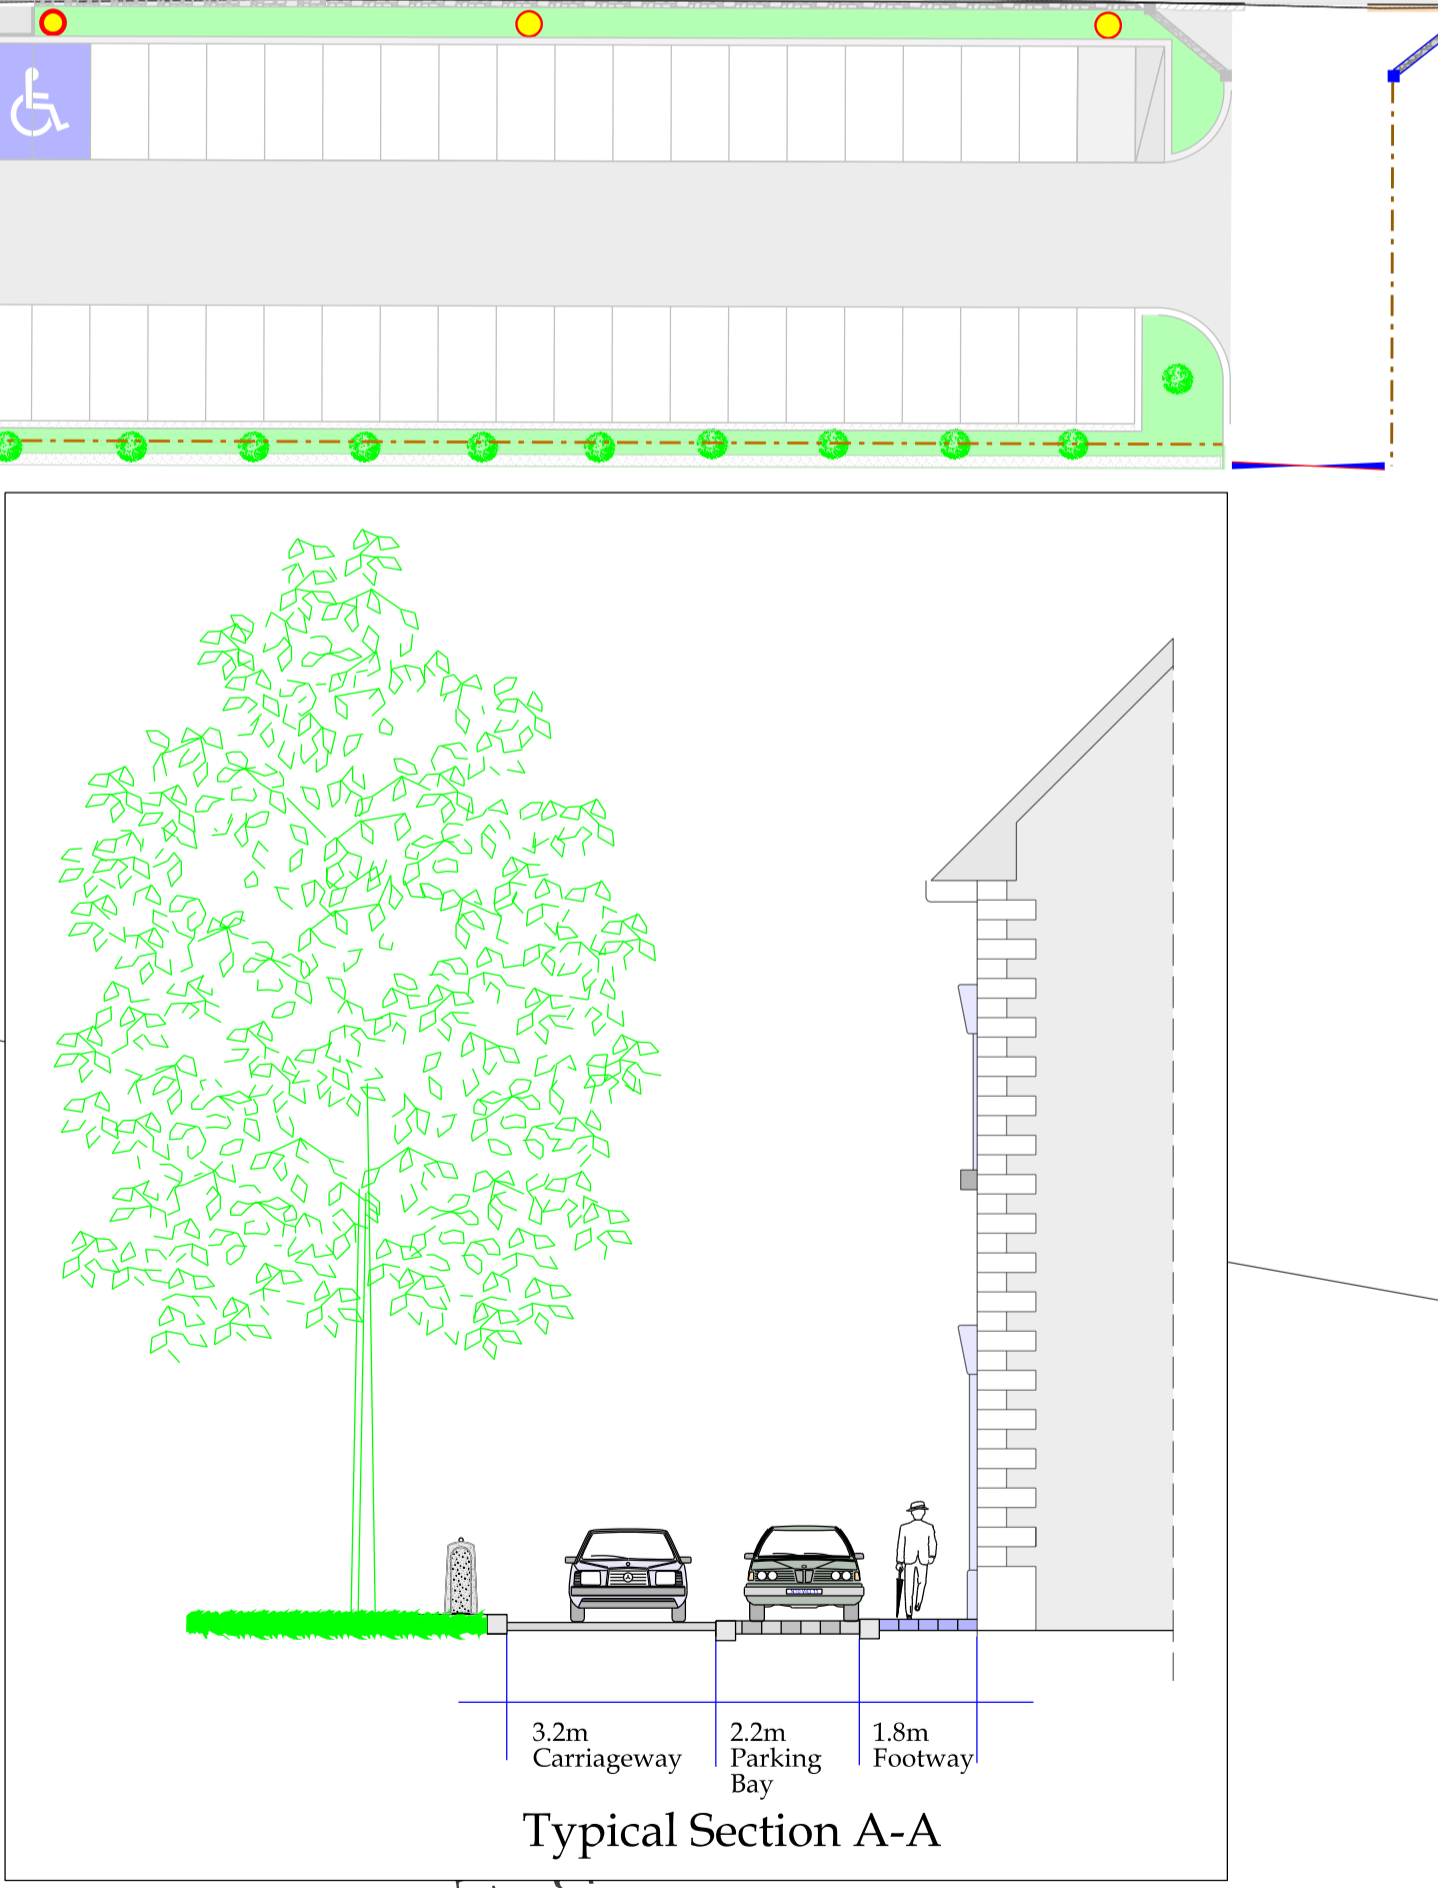 3.2m
Carriageway
2.2m
Parking
Bay
1.8m
Footway
Typical Section A-A